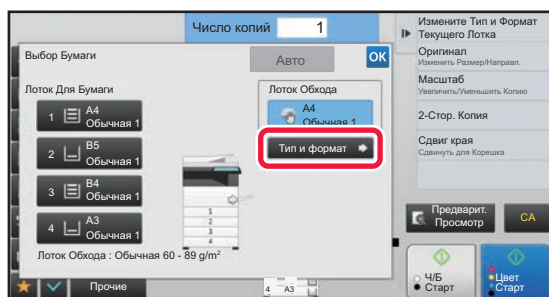 Число копий 1
Выбор Бумаги
Авто
OK
Лоток Для Бумаги
1 A4
Обычная 1
2 B5
Обычная 1
3 B4
Обычная 1
4 A3
Обычная 1
Лоток Обхода
A4
Обычная 1
Тип и формат
1
2
3
4
Лоток Обхода : Обычная 60 - 89 g/m²
Прочие
4 A3
Измените Тип и Формат
Текущего Лотка
Оригинал
Изменить Размер/Направл.
Масштаб
Увеличить/Уменьшить Копию
2-Стор. Копия
Сдвиг края
Сдвинуть для Корешка
Предварит.
Просмотр
CA
Ч/Б
Старт
Цвет
Старт